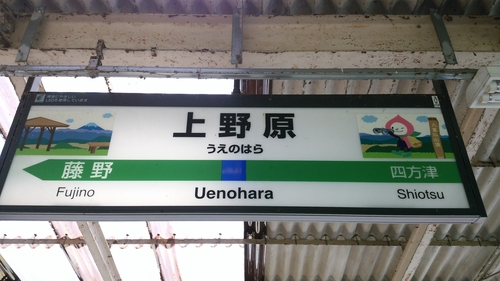 上野原
うえのはら
藤野
四方津
Fujino
Uenohara
Shiotsu